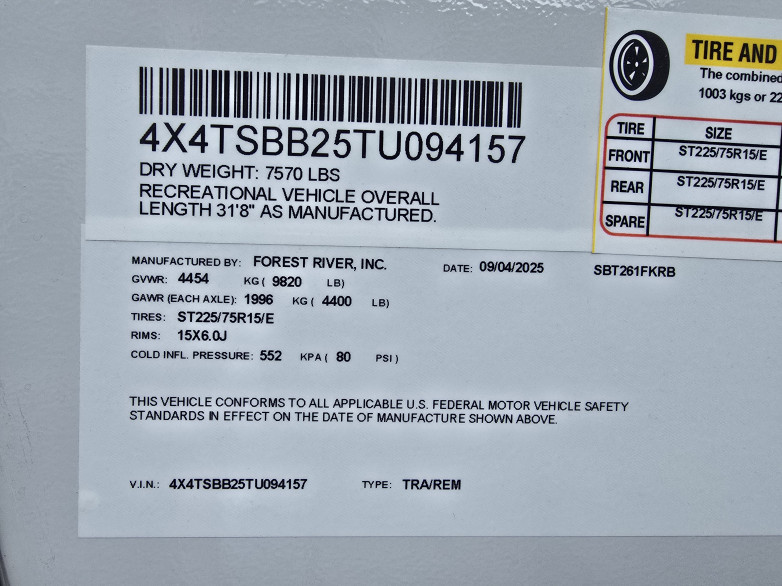 4X4TSBB25TU094157
DRY WEIGHT: 7570 LBS
RECREATIONAL VEHICLE OVERALL
LENGTH 31'8" AS MANUFACTURED.
TIRE AND
The combined
1003 kgs or 22
TIRE SIZE
FRONT ST225/75R15/E
REAR ST225/75R15/E
SPARE ST225/75R15/E
MANUFACTURED BY: FOREST RIVER, INC. DATE: 09/04/2025 SBT261FKRB
GVWR: 4454 KG ( 9820 LB)
GAWR (EACH AXLE): 1996 KG ( 4400 LB)
TIRES: ST225/75R15/E
RIMS: 15X6.0J
COLD INFL. PRESSURE: 552 KPA ( 80 PSI )
THIS VEHICLE CONFORMS TO ALL APPLICABLE U.S. FEDERAL MOTOR VEHICLE SAFETY
STANDARDS IN EFFECT ON THE DATE OF MANUFACTURE SHOWN ABOVE.
V.I.N.: 4X4TSBB25TU094157 TYPE: TRA/REM